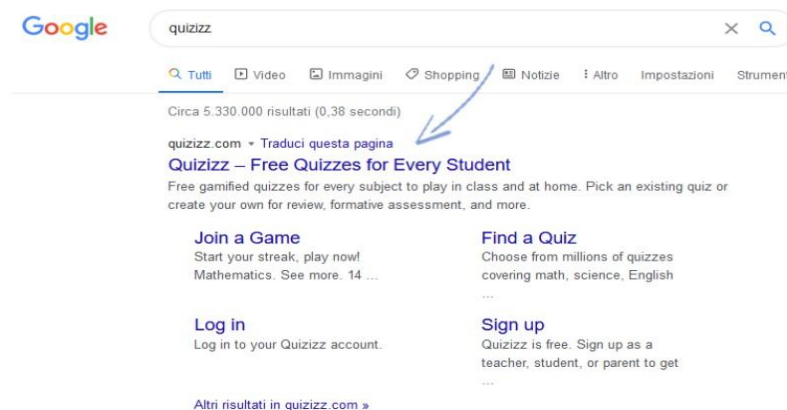 Google
quizizz
Tutti Video Immagini Shopping Notizie Altro Impostazioni Strument
Circa 5.330.000 risultati (0,38 secondi)
quizizz.com Traduci questa pagina
Quizizz – Free Quizzes for Every Student
Free gamified quizzes for every subject to play in class and at home. Pick an existing quiz or
create your own for review, formative assessment, and more.
Join a Game
Start your streak, play now!
Mathematics. See more. 14 ...
Find a Quiz
Choose from millions of quizzes
covering math, science, English
...
Log in
Log in to your Quizizz account.
Sign up
Quizizz is free. Sign up as a
teacher, student, or parent to get
...
Altri risultati in quizizz.com »